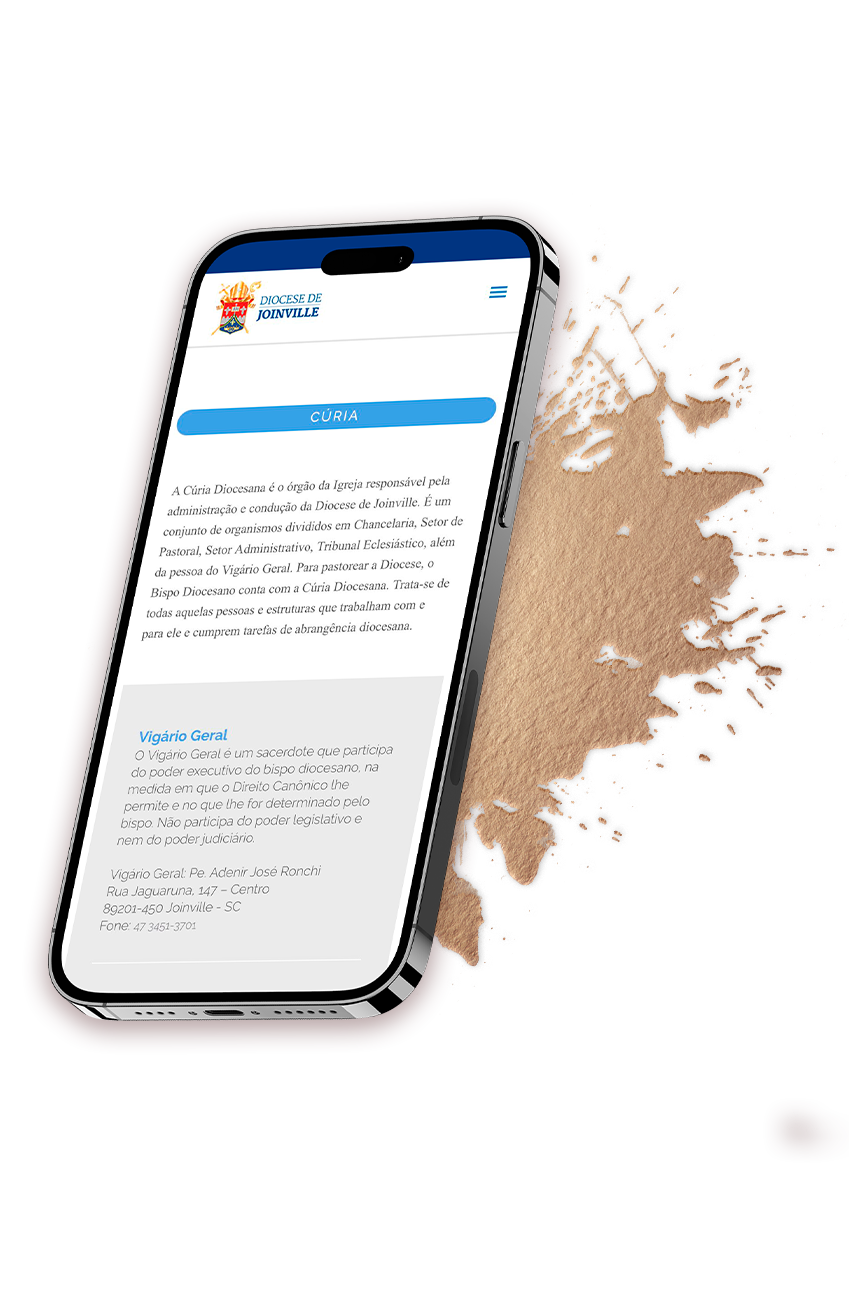 DIOCESE DE
JOINVILLE
CÚRIA
A Cúria Diocesana é o órgão da Igreja responsável pela
administração e condução da Diocese de Joinville. É um
conjunto de organismos divididos em Chancelaria, Setor de
Pastoral, Setor Administrativo, Tribunal Eclesiástico, além
da pessoa do Vigário Geral. Para pastorear a Diocese, o
Bispo Diocesano conta com a Cúria Diocesana. Trata-se de
todas aquelas pessoas e estruturas que trabalham com e
para ele e cumprem tarefas de abrangência diocesana.
Vigário Geral
O Vigário Geral é um sacerdote que participa
do poder executivo do bispo diocesano, na
medida em que o Direito Canônico lhe
permite e no que lhe for determinado pelo
bispo. Não participa do poder legislativo e
nem do poder judiciário.
Vigário Geral: Pe. Adenir José Ronchi
Rua Jaguaruna, 147 – Centro
89201-450 Joinville - SC
Fone: 47 3451-3701